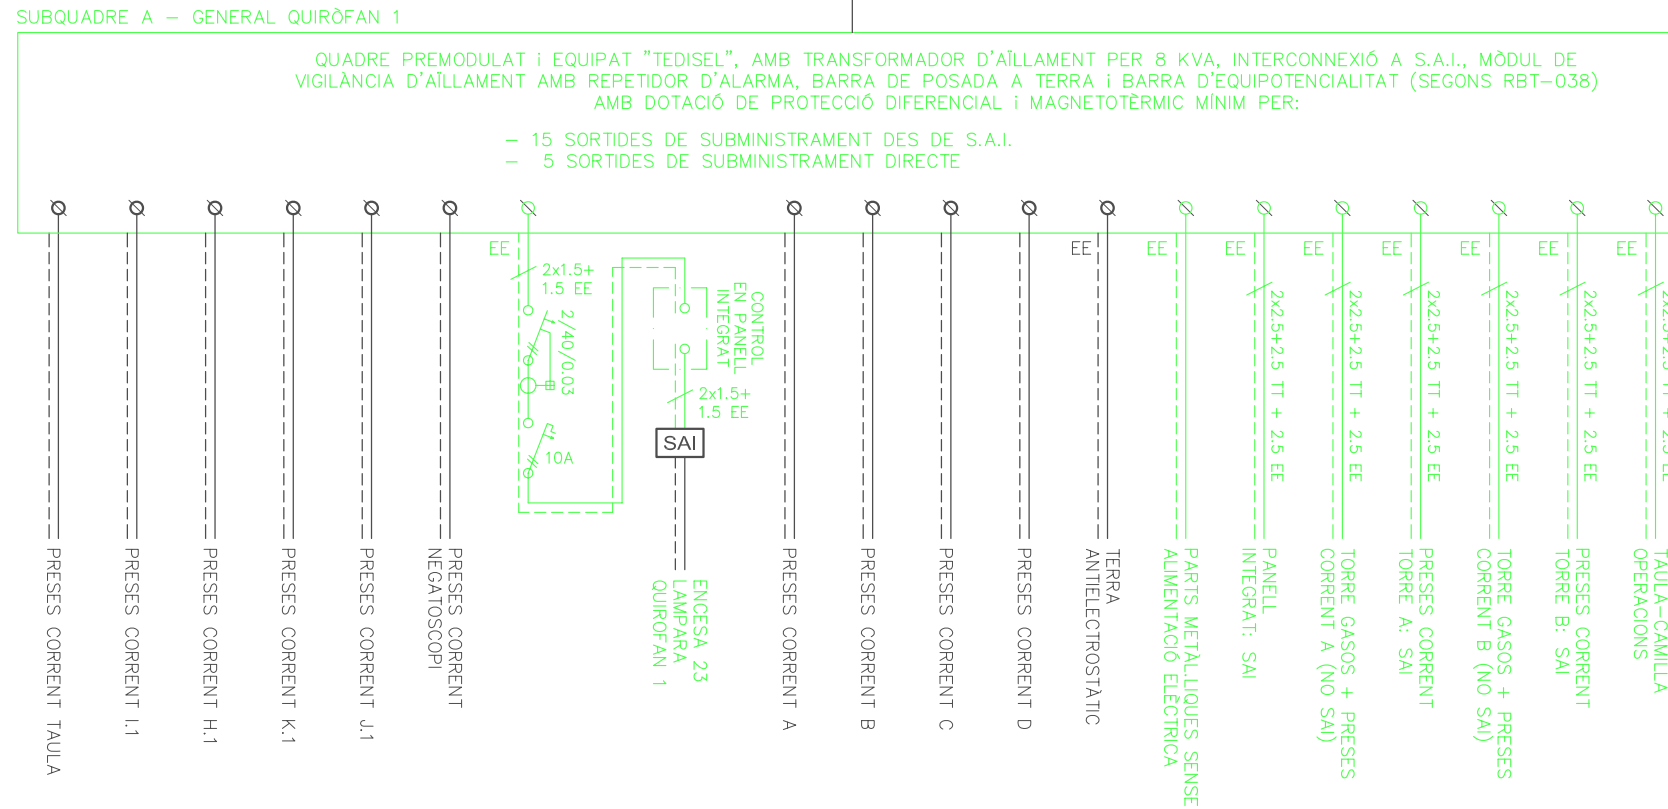 SUBQUADRE A – GENERAL QUIRÒFAN 1
QUADRE PREMODULAT i EQUIPAT "TEDISEL", AMB TRANSFORMADOR D'AÏLLAMENT PER 8 KVA, INTERCONNEXIÓ A S.A.I., MÒDUL DE
VIGILÀNCIA D'AÏLLAMENT AMB REPETIDOR D'ALARMA, BARRA DE POSADA A TERRA i BARRA D'EQUIPOTENCIALITAT (SEGONS RBT–038)
AMB DOTACIÓ DE PROTECCIÓ DIFERENCIAL i MAGNETOTÈRMIC MÍNIM PER:
– 15 SORTIDES DE SUBMINISTRAMENT DES DE S.A.I.
– 5 SORTIDES DE SUBMINISTRAMENT DIRECTE
EE
EE
EE
EE
EE
EE
EE
EE
EE
2x1.5+
1.5 EE
2/40/0.03
10A
CONTROL
EN PANELL
INTEGRAT
2x1.5+
1.5 EE
SAI
2x2.5+2.5 TT + 2.5 EE
2x2.5+2.5 TT + 2.5 EE
2x2.5+2.5 TT + 2.5 EE
2x2.5+2.5 TT + 2.5 EE
2x2.5+2.5 TT + 2.5 EE
2x2.5+2.5 TT + 2.5 EE
PRESES CORRENT TAULA
PRESES CORRENT I.1
PRESES CORRENT H.1
PRESES CORRENT K.1
PRESES CORRENT J.1
PRESES CORRENT
NEGATOSCOPI
ENCESA 23
LAMPARA
QUIROFAN 1
PRESES CORRENT A
PRESES CORRENT B
PRESES CORRENT C
PRESES CORRENT D
TERRA
ANTIELECTROSTÀTIC
PARTS METÀL.LIQUES SENSE
ALIMENTACIÓ ELÈCTRICA
PANELL
INTEGRAT: SAI
TORRE GASOS + PRESES
CORRENT A (NO SAI)
PRESES CORRENT
TORRE A: SAI
TORRE GASOS + PRESES
CORRENT B (NO SAI)
PRESES CORRENT
TORRE B: SAI
TAULA–CAMILLA
OPERACIONS